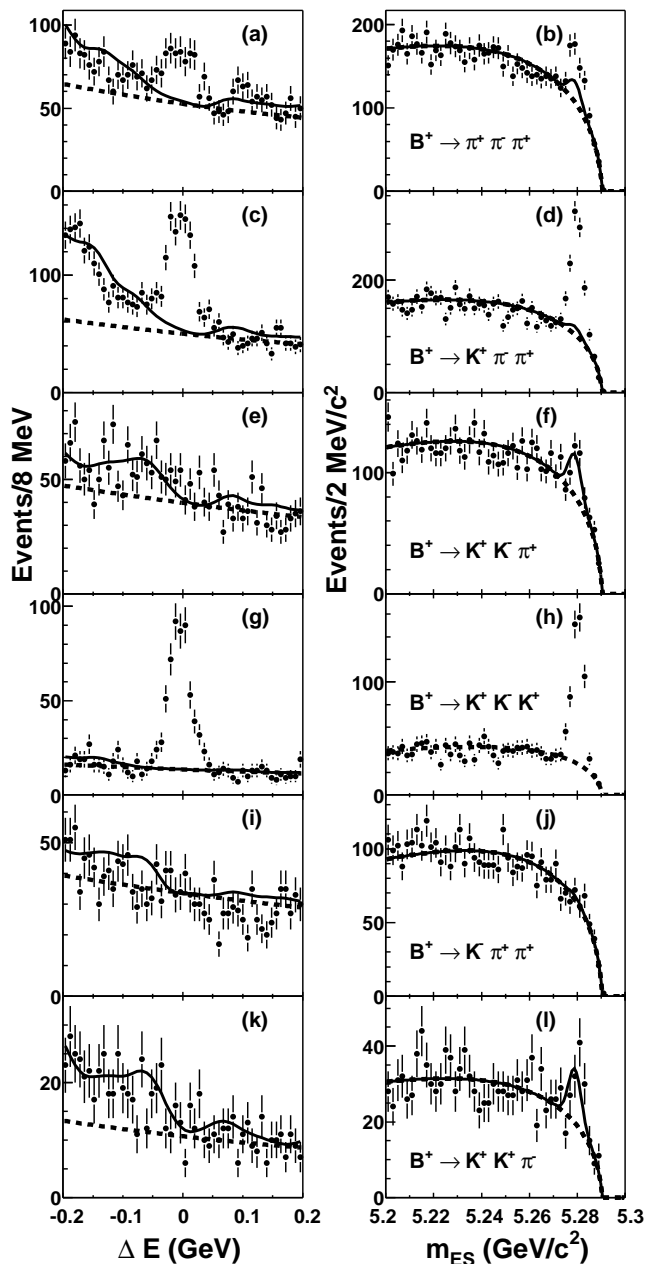 Events/8 MeV
Events/2 MeV/c²
(a)
100
50
0
(b)
200
100
0
B⁺ → π⁺ π⁻ π⁺
(c)
100
0
(d)
200
0
B⁺ → K⁺ π⁻ π⁺
(e)
50
0
(f)
100
0
B⁺ → K⁺ K⁻ π⁺
(g)
100
50
0
(h)
100
0
B⁺ → K⁺ K⁻ K⁺
(i)
50
0
(j)
100
50
0
B⁺ → K⁻ π⁺ π⁺
(k)
20
0
(l)
40
20
0
B⁺ → K⁺ K⁺ π⁻
-0.2 -0.1 0 0.1 0.2
5.2 5.22 5.24 5.26 5.28 5.3
Δ E (GeV)
m_ES (GeV/c²)